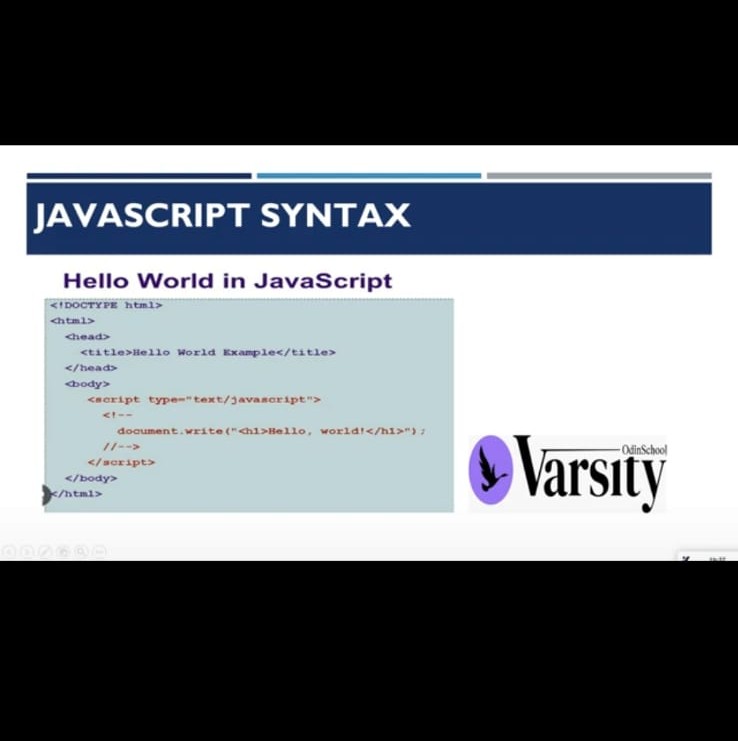 JAVASCRIPT SYNTAX
Hello World in JavaScript
<!DOCTYPE html>
<html>
<head>
<title>Hello World Example</title>
</head>
<body>
<script type="text/javascript">
<!--
document.write("<h1>Hello, world!</h1>");
//-->
</script>
</body>
</html>
OdinSchool
Varsity